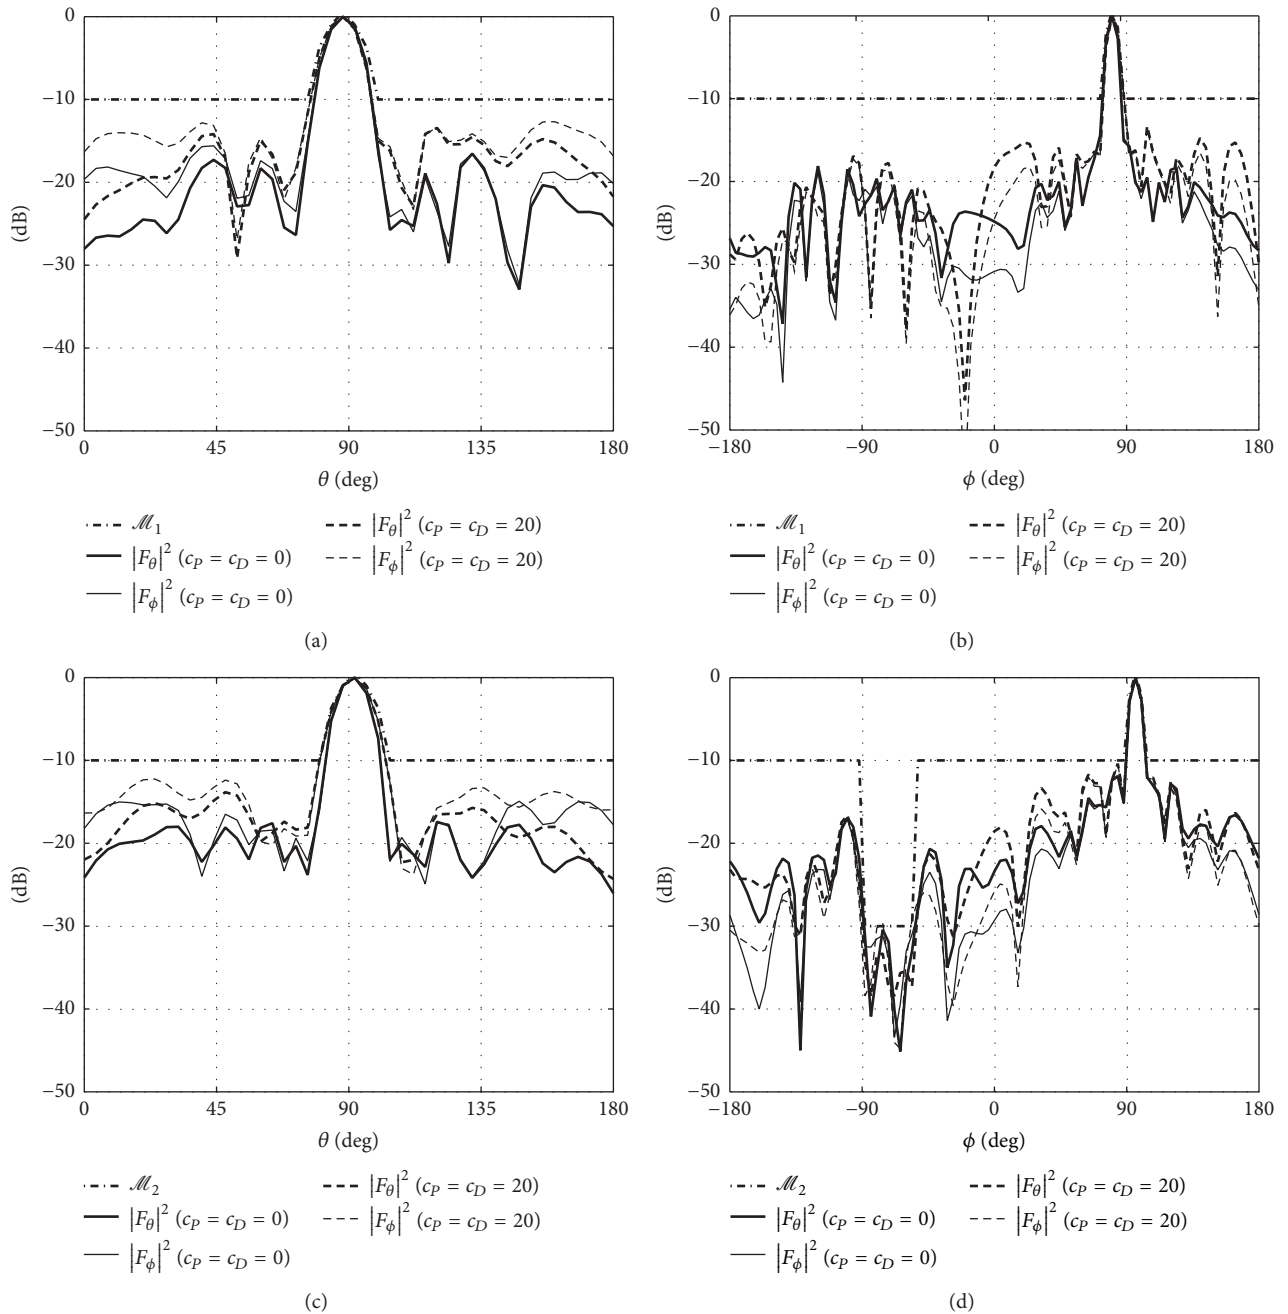 0
−10
−20
−30
−40
−50
(dB)
0 45 90 135 180
θ (deg)
ℳ1
|Fθ|² (cP = cD = 0)
|Fϕ|² (cP = cD = 0)
|Fθ|² (cP = cD = 20)
|Fϕ|² (cP = cD = 20)
(a)
0
−10
−20
−30
−40
−50
(dB)
−180 −90 0 90 180
ϕ (deg)
ℳ1
|Fθ|² (cP = cD = 0)
|Fϕ|² (cP = cD = 0)
|Fθ|² (cP = cD = 20)
|Fϕ|² (cP = cD = 20)
(b)
0
−10
−20
−30
−40
−50
(dB)
0 45 90 135 180
θ (deg)
ℳ2
|Fθ|² (cP = cD = 0)
|Fϕ|² (cP = cD = 0)
|Fθ|² (cP = cD = 20)
|Fϕ|² (cP = cD = 20)
(c)
0
−10
−20
−30
−40
−50
(dB)
−180 −90 0 90 180
ϕ (deg)
ℳ2
|Fθ|² (cP = cD = 0)
|Fϕ|² (cP = cD = 0)
|Fθ|² (cP = cD = 20)
|Fϕ|² (cP = cD = 20)
(d)